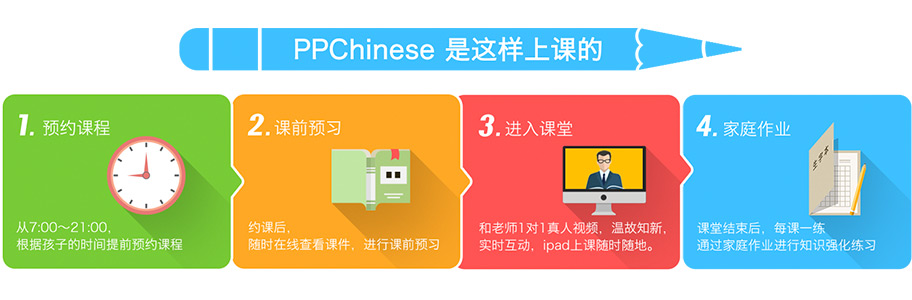 PPChinese 是这样上课的
1. 预约课程
从7:00～21:00,
根据孩子的时间提前预约课程
2. 课前预习
约课后,
随时在线查看课件，进行课前预习
3. 进入课堂
和老师1对1真人视频，温故知新,
实时互动，ipad上课随时随地。
4. 家庭作业
生字本
课堂结束后，每课一练
通过家庭作业进行知识强化练习